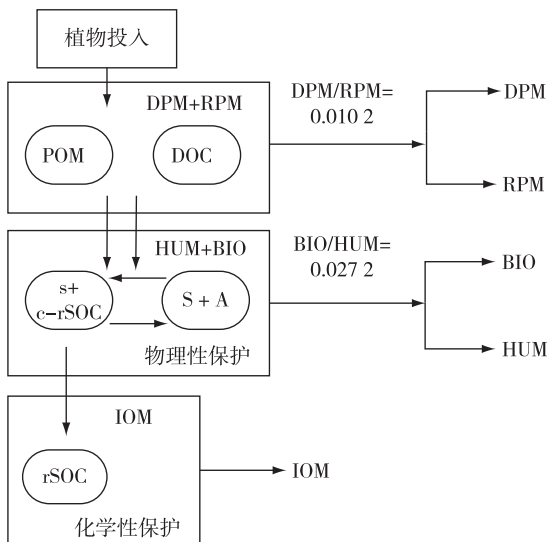 植物投入
DPM+RPM
POM
DOC
DPM/RPM=
0.010 2
DPM
RPM
HUM+BIO
s+
c-rSOC
S + A
物理性保护
BIO/HUM=
0.027 2
BIO
HUM
IOM
rSOC
化学性保护
IOM